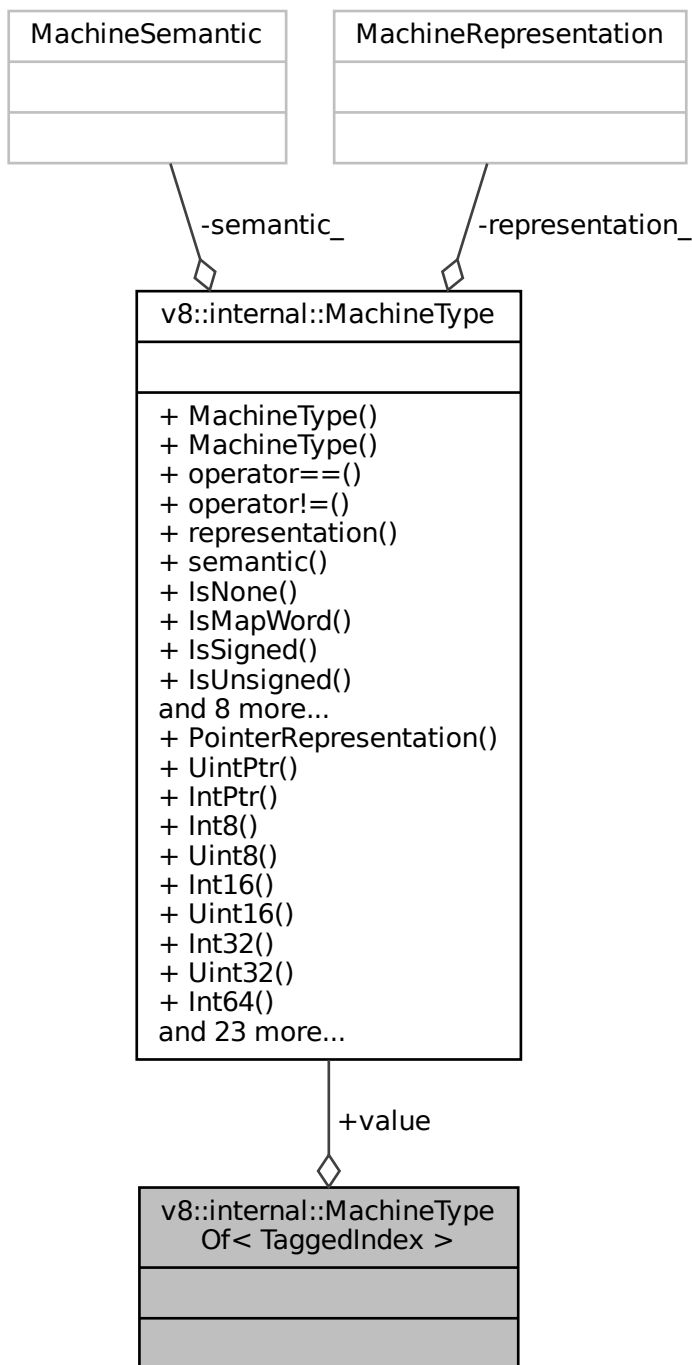 MachineSemantic
MachineRepresentation
-semantic_
-representation_
v8::internal::MachineType
+ MachineType()
+ MachineType()
+ operator==()
+ operator!=()
+ representation()
+ semantic()
+ IsNone()
+ IsMapWord()
+ IsSigned()
+ IsUnsigned()
and 8 more...
+ PointerRepresentation()
+ UintPtr()
+ IntPtr()
+ Int8()
+ Uint8()
+ Int16()
+ Uint16()
+ Int32()
+ Uint32()
+ Int64()
and 23 more...
+value
v8::internal::MachineType
Of< TaggedIndex >